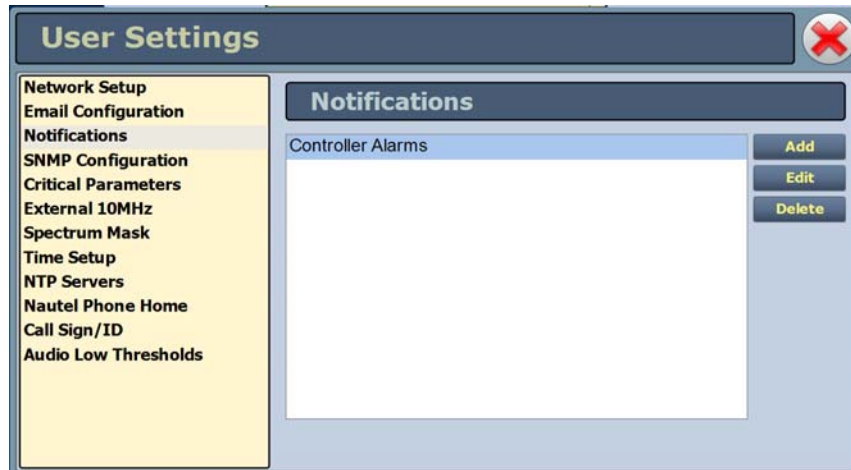 User Settings
Network Setup
Email Configuration
Notifications
SNMP Configuration
Critical Parameters
External 10MHz
Spectrum Mask
Time Setup
NTP Servers
Nautel Phone Home
Call Sign/ID
Audio Low Thresholds
Notifications
Controller Alarms
Add
Edit
Delete